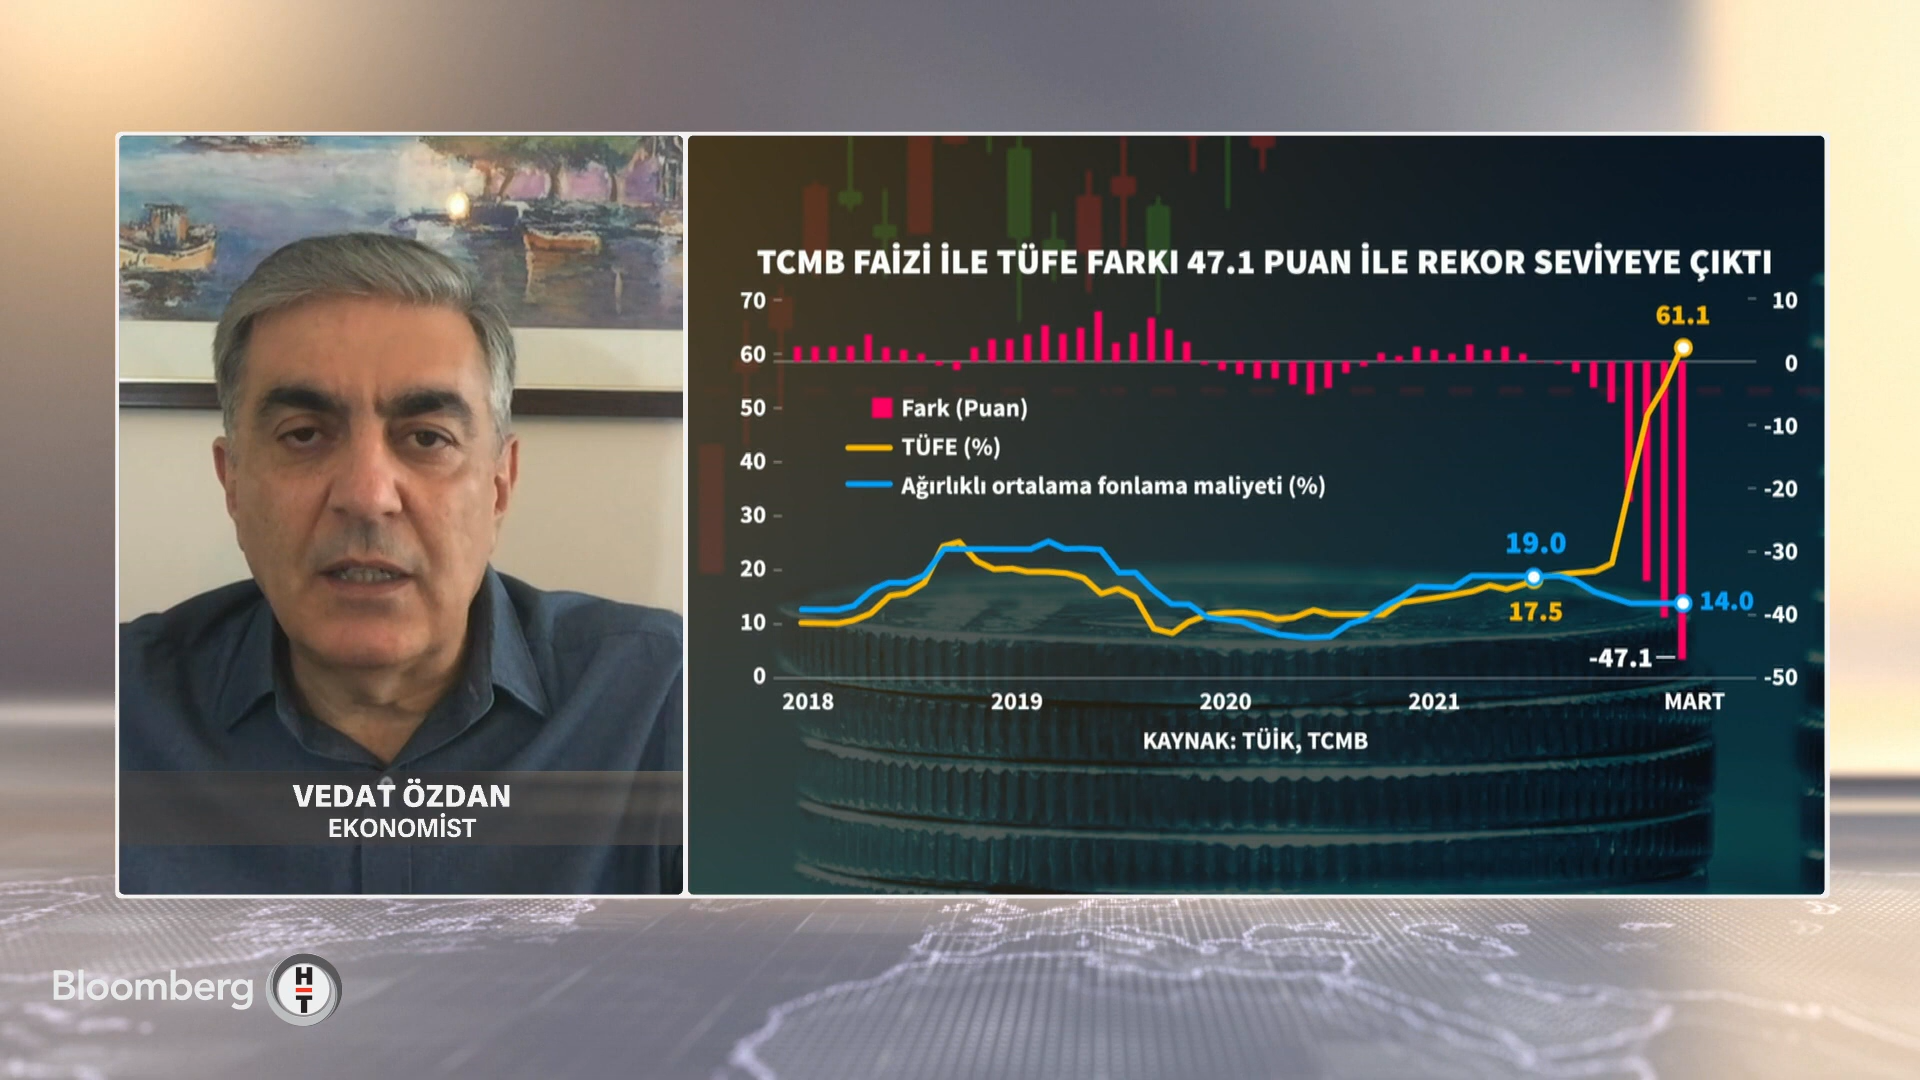 TCMB FAİZİ İLE TÜFE FARKI 47.1 PUAN İLE REKOR SEVİYEYE ÇIKTI
70
60
50
40
30
20
10
0
10
0
-10
-20
-30
-40
-50
61.1
Fark (Puan)
TÜFE (%)
Ağırlıklı ortalama fonlama maliyeti (%)
19.0
17.5
14.0
-47.1
2018
2019
2020
2021
MART
KAYNAK: TÜİK, TCMB
VEDAT ÖZDAN
EKONOMİST
Bloomberg HT